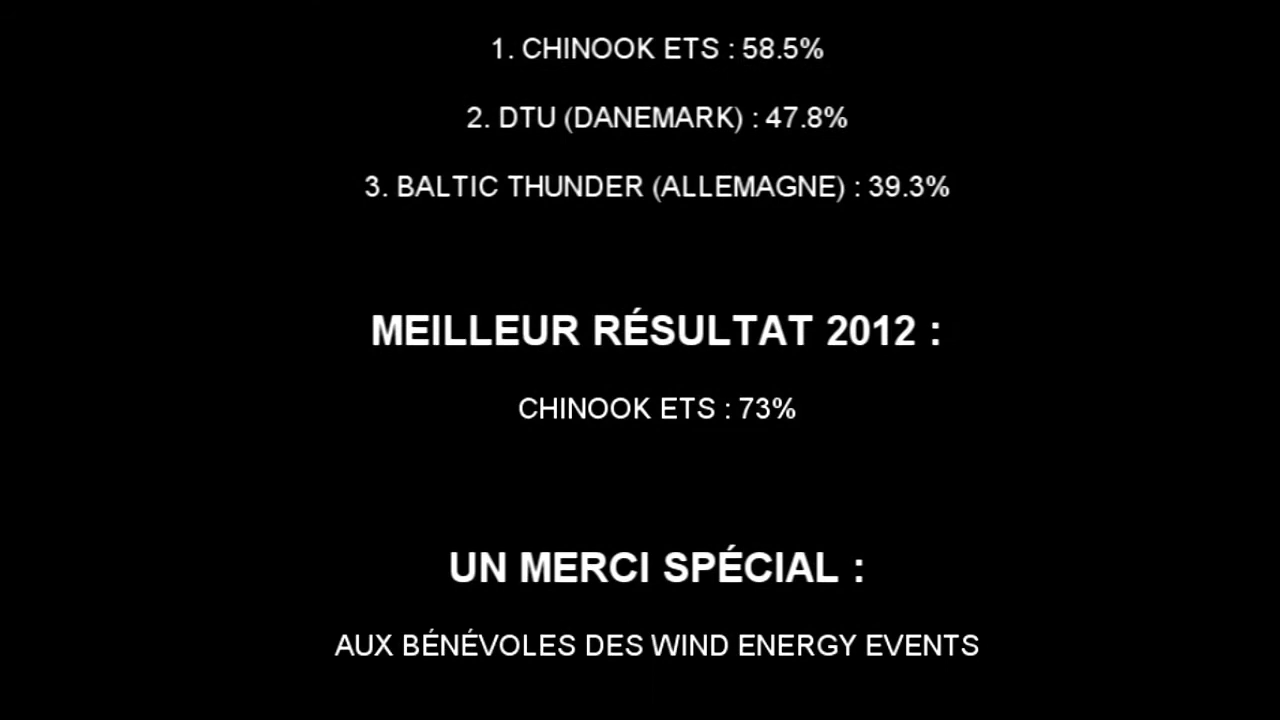 1. CHINOOK ETS : 58.5%
2. DTU (DANEMARK) : 47.8%
3. BALTIC THUNDER (ALLEMAGNE) : 39.3%
MEILLEUR RÉSULTAT 2012 :
CHINOOK ETS : 73%
UN MERCI SPÉCIAL :
AUX BÉNÉVOLES DES WIND ENERGY EVENTS